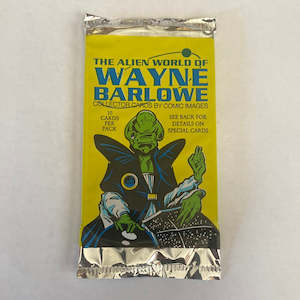 THE ALIEN WORLD OF
WAYNE
BARLOWE
COLLECTOR CARDS BY COMIC IMAGES
10
CARDS
PER
PACK
SEE BACK FOR
DETAILS ON
SPECIAL CARDS